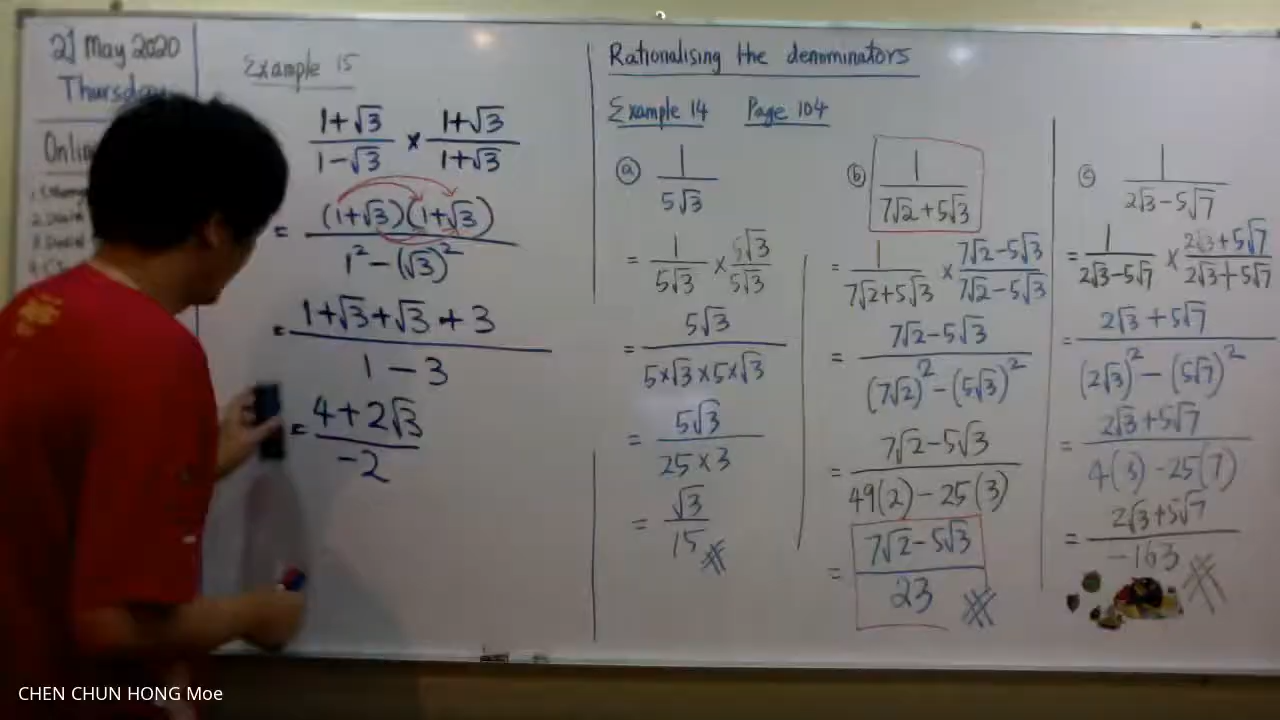 21 May 2020
Thursday
Example 15
1+√3 / 1-√3 × 1+√3 / 1+√3
= (1+√3)(1+√3) / 1² - (√3)²
= 1+√3+√3+3 / 1-3
= 4+2√3 / -2
Rationalising the denominators
Example 14 Page 104
ⓐ 1 / 5√3
= 1 / 5√3 × 5√3 / 5√3
= 5√3 / 5×√3×5×√3
= 5√3 / 25×3
= √3 / 15 #
ⓑ 1 / 7√2+5√3
= 1 / 7√2+5√3 × 7√2-5√3 / 7√2-5√3
= 7√2-5√3 / (7√2)² - (5√3)²
= 7√2-5√3 / 49(2) - 25(3)
= 7√2-5√3 / 23 #
ⓒ 1 / 2√3-5√7
= 1 / 2√3-5√7 × 2√3+5√7 / 2√3+5√7
= 2√3+5√7 / (2√3)² - (5√7)²
= 2√3+5√7 / 4(3) - 25(7)
= 2√3+5√7 / -163 #
CHEN CHUN HONG Moe